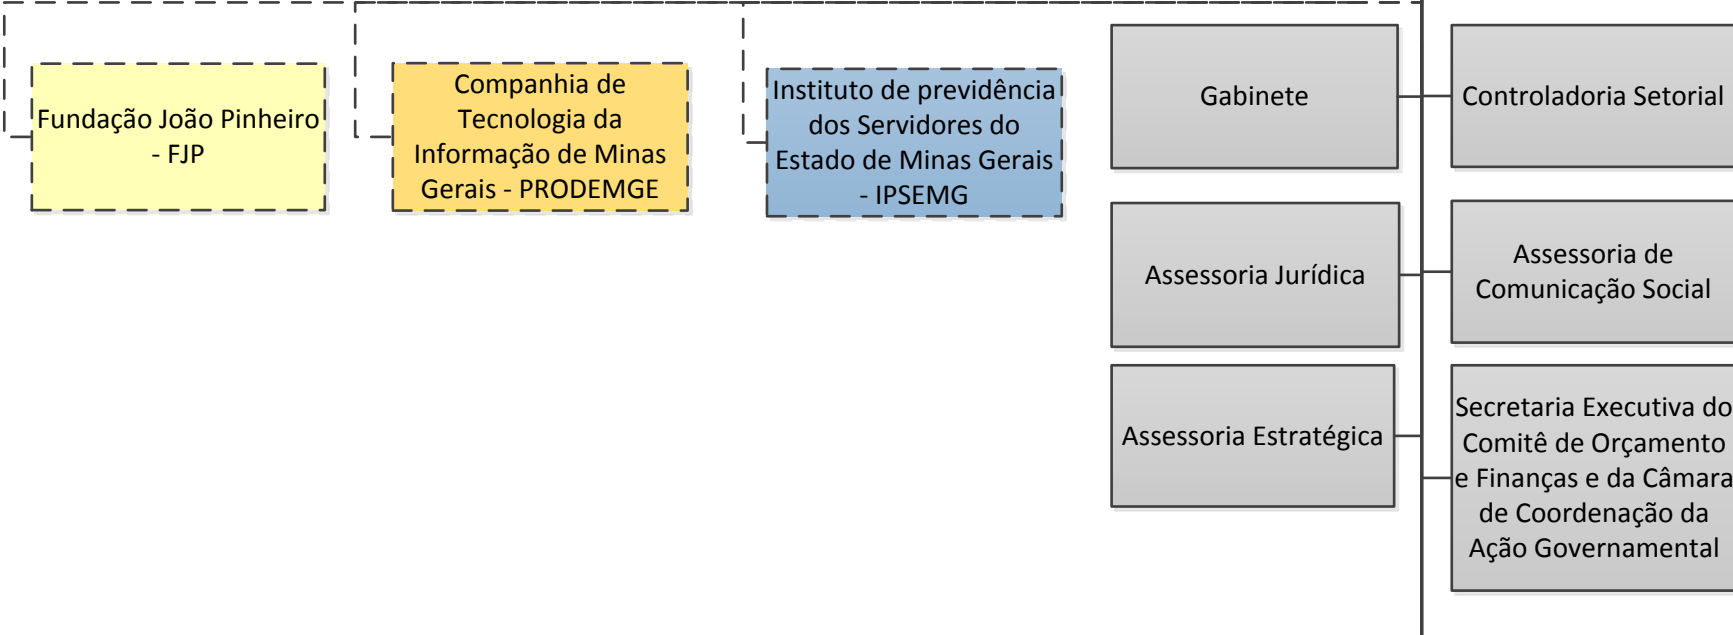 Fundação João Pinheiro
- FJP
Companhia de
Tecnologia da
Informação de Minas
Gerais - PRODEMGE
Instituto de previdência
dos Servidores do
Estado de Minas Gerais
- IPSEMG
Gabinete
Controladoria Setorial
Assessoria Jurídica
Assessoria de
Comunicação Social
Assessoria Estratégica
Secretaria Executiva do
Comitê de Orçamento
e Finanças e da Câmara
de Coordenação da
Ação Governamental